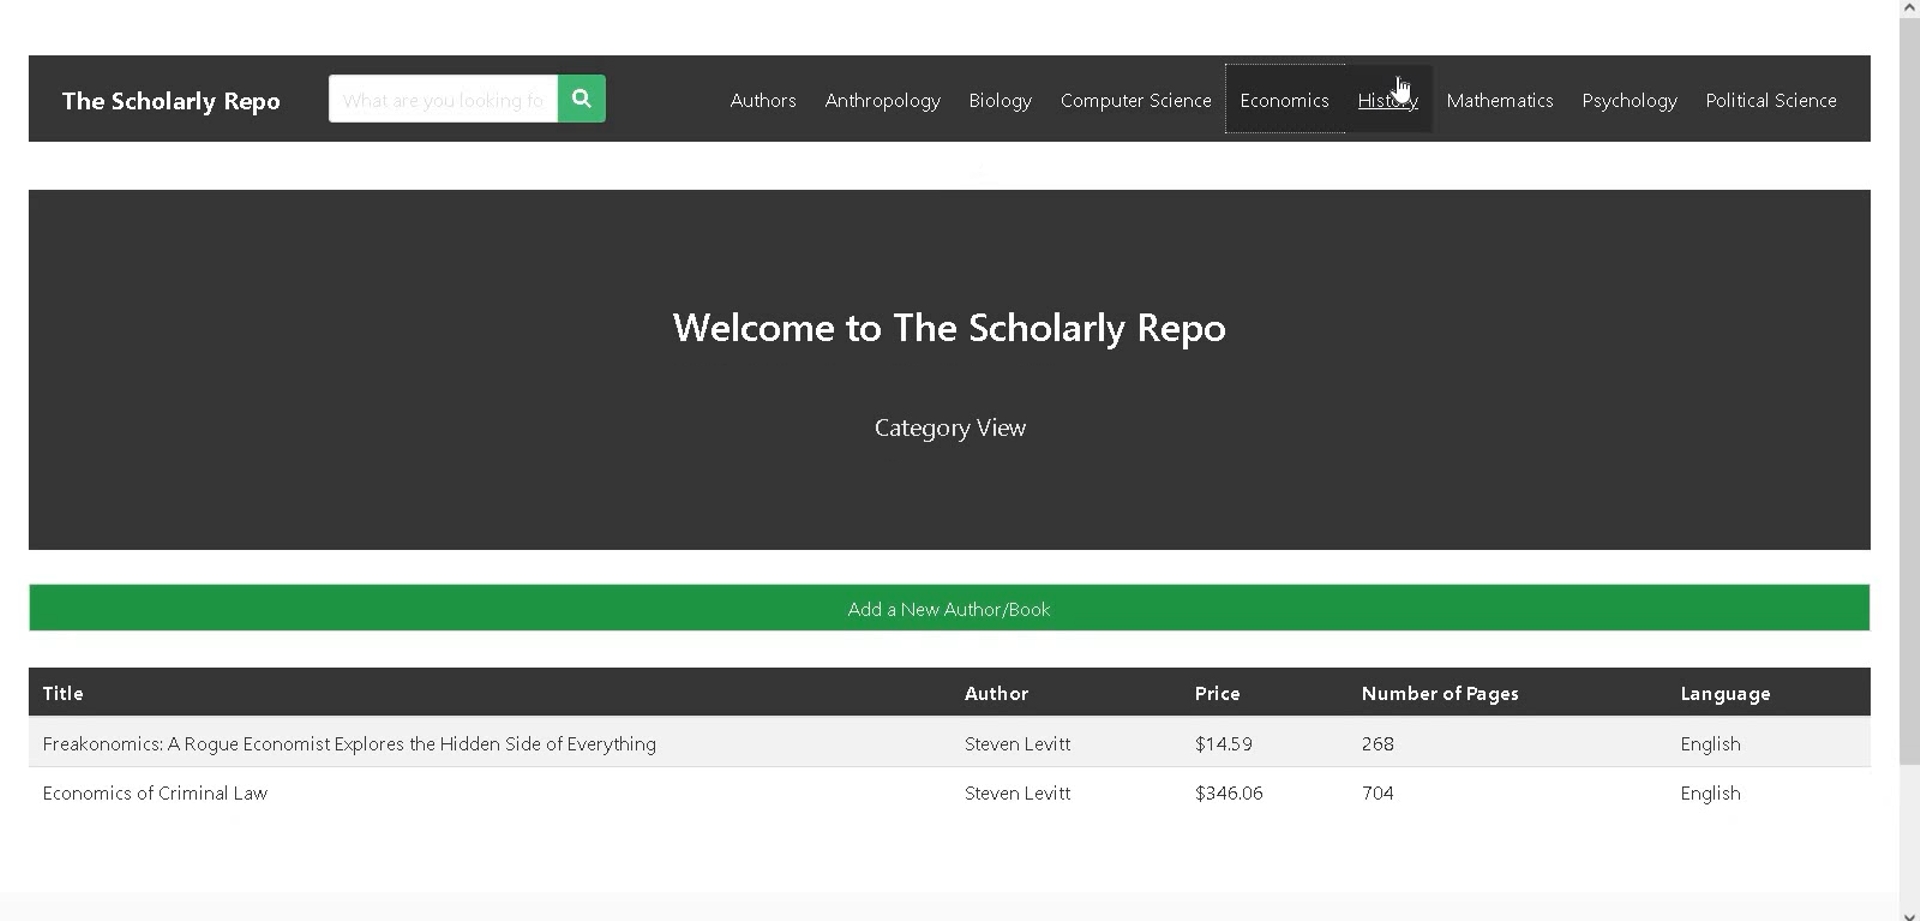 The Scholarly Repo
What are you looking fo
Authors Anthropology Biology Computer Science Economics History Mathematics Psychology Political Science
Welcome to The Scholarly Repo
Category View
Add a New Author/Book
Title Author Price Number of Pages Language
Freakonomics: A Rogue Economist Explores the Hidden Side of Everything Steven Levitt $14.59 268 English
Economics of Criminal Law Steven Levitt $346.06 704 English